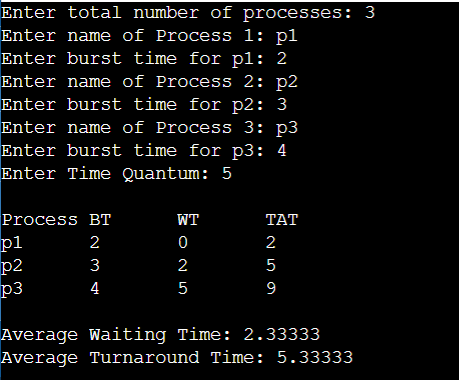 Enter total number of processes: 3
Enter name of Process 1: p1
Enter burst time for p1: 2
Enter name of Process 2: p2
Enter burst time for p2: 3
Enter name of Process 3: p3
Enter burst time for p3: 4
Enter Time Quantum: 5
Process BT WT TAT
p1 2 0 2
p2 3 2 5
p3 4 5 9
Average Waiting Time: 2.33333
Average Turnaround Time: 5.33333